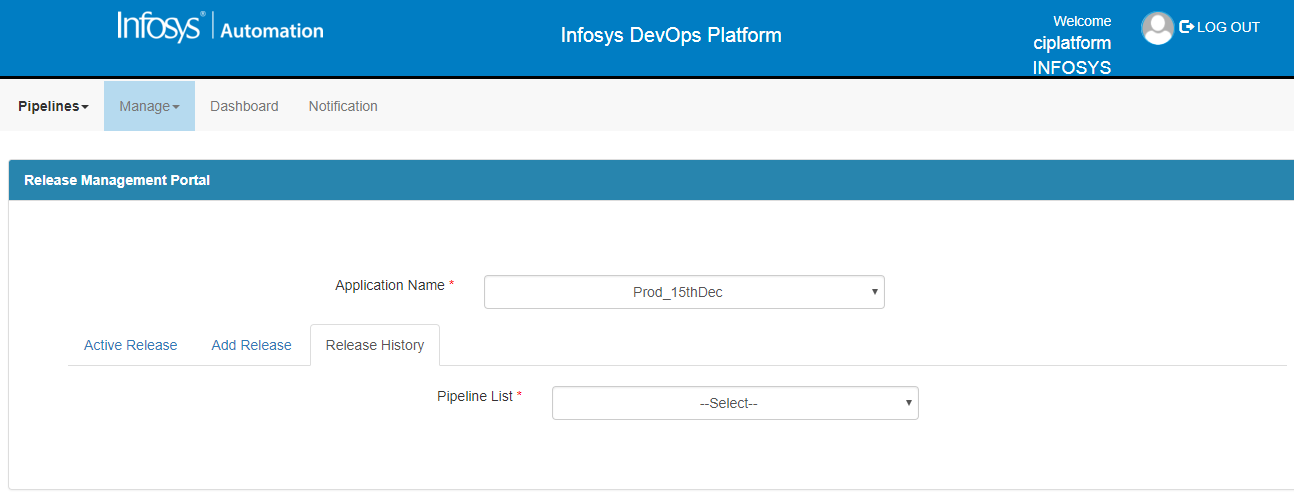 Infosys® | Automation
Infosys DevOps Platform
Welcome
ciplatform
INFOSYS
LOG OUT
Pipelines
Manage
Dashboard
Notification
Release Management Portal
Application Name *
Prod_15thDec
Active Release
Add Release
Release History
Pipeline List *
--Select--